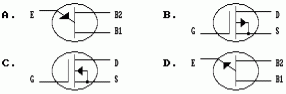 A. E B2 B1
B. G D S
C. G D S
D. E B2 B1